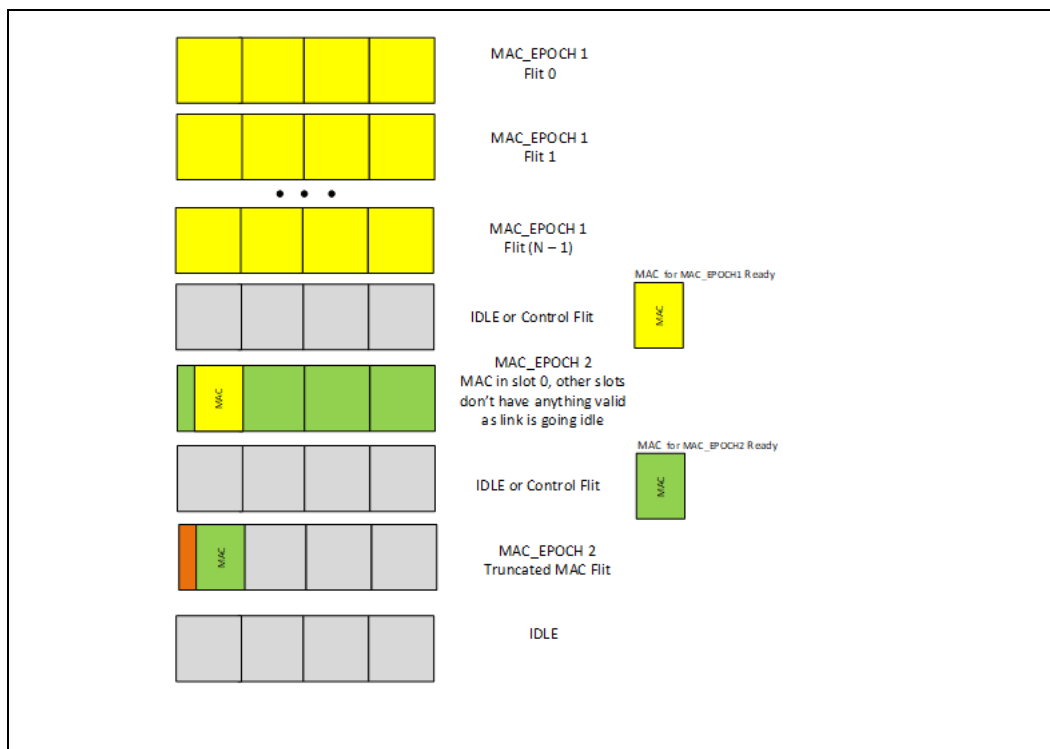 MAC_EPOCH 1
Flit 0
MAC_EPOCH 1
Flit 1
• • •
MAC_EPOCH 1
Flit (N – 1)
MAC for MAC_EPOCH1 Ready
MAC
IDLE or Control Flit
MAC_EPOCH 2
MAC in slot 0, other slots
don't have anything valid
as link is going idle
MAC
MAC for MAC_EPOCH2 Ready
MAC
IDLE or Control Flit
MAC
MAC_EPOCH 2
Truncated MAC Flit
IDLE